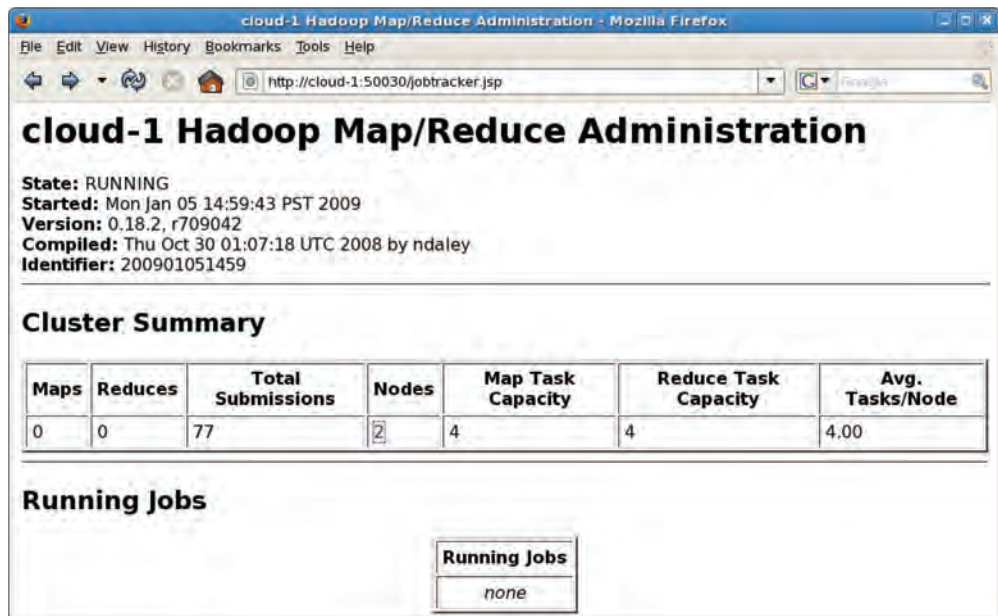 cloud-1 Hadoop Map/Reduce Administration - Mozilla Firefox
File Edit View History Bookmarks Tools Help
http://cloud-1:50030/jobtracker.jsp
cloud-1 Hadoop Map/Reduce Administration
State: RUNNING
Started: Mon Jan 05 14:59:43 PST 2009
Version: 0.18.2, r709042
Compiled: Thu Oct 30 01:07:18 UTC 2008 by ndaley
Identifier: 200901051459
Cluster Summary
Maps Reduces Total Submissions Nodes Map Task Capacity Reduce Task Capacity Avg. Tasks/Node
0 0 77 2 4 4 4.00
Running Jobs
Running Jobs
none